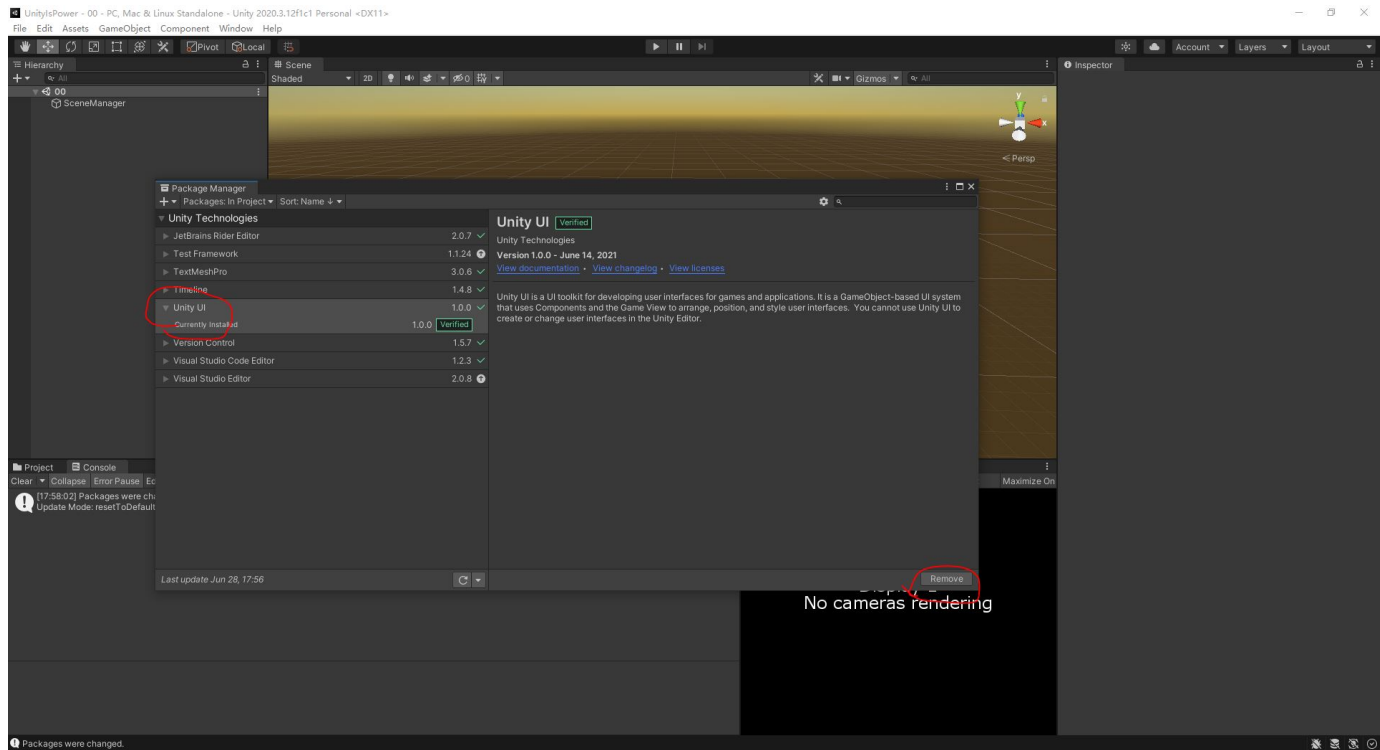 UnityIsPower - 00 - PC, Mac & Linux Standalone - Unity 2020.3.12f1c1 Personal <DX11>
File Edit Assets GameObject Component Window Help
Pivot Local Account Layers Layout
Hierarchy Scene Inspector
All Shaded 2D 0 Gizmos All
00
SceneManager
y
x
Persp
Package Manager
Packages: In Project Sort: Name ↓
Unity Technologies
JetBrains Rider Editor 2.0.7
Test Framework 1.1.24
TextMeshPro 3.0.6
Timeline 1.4.8
Unity UI 1.0.0
Currently Installed 1.0.0 Verified
Version Control 1.5.7
Visual Studio Code Editor 1.2.3
Visual Studio Editor 2.0.8
Last update Jun 28, 17:56
Unity UI Verified
Unity Technologies
Version 1.0.0 - June 14, 2021
View documentation • View changelog • View licenses
Unity UI is a UI toolkit for developing user interfaces for games and applications. It is a GameObject-based UI system
that uses Components and the Game View to arrange, position, and style user interfaces. You cannot use Unity UI to
create or change user interfaces in the Unity Editor.
Remove
Project Console
Clear Collapse Error Pause Ed
Maximize On
[17:58:02] Packages were cha
Update Mode: resetToDefault
No cameras rendering
Packages were changed.